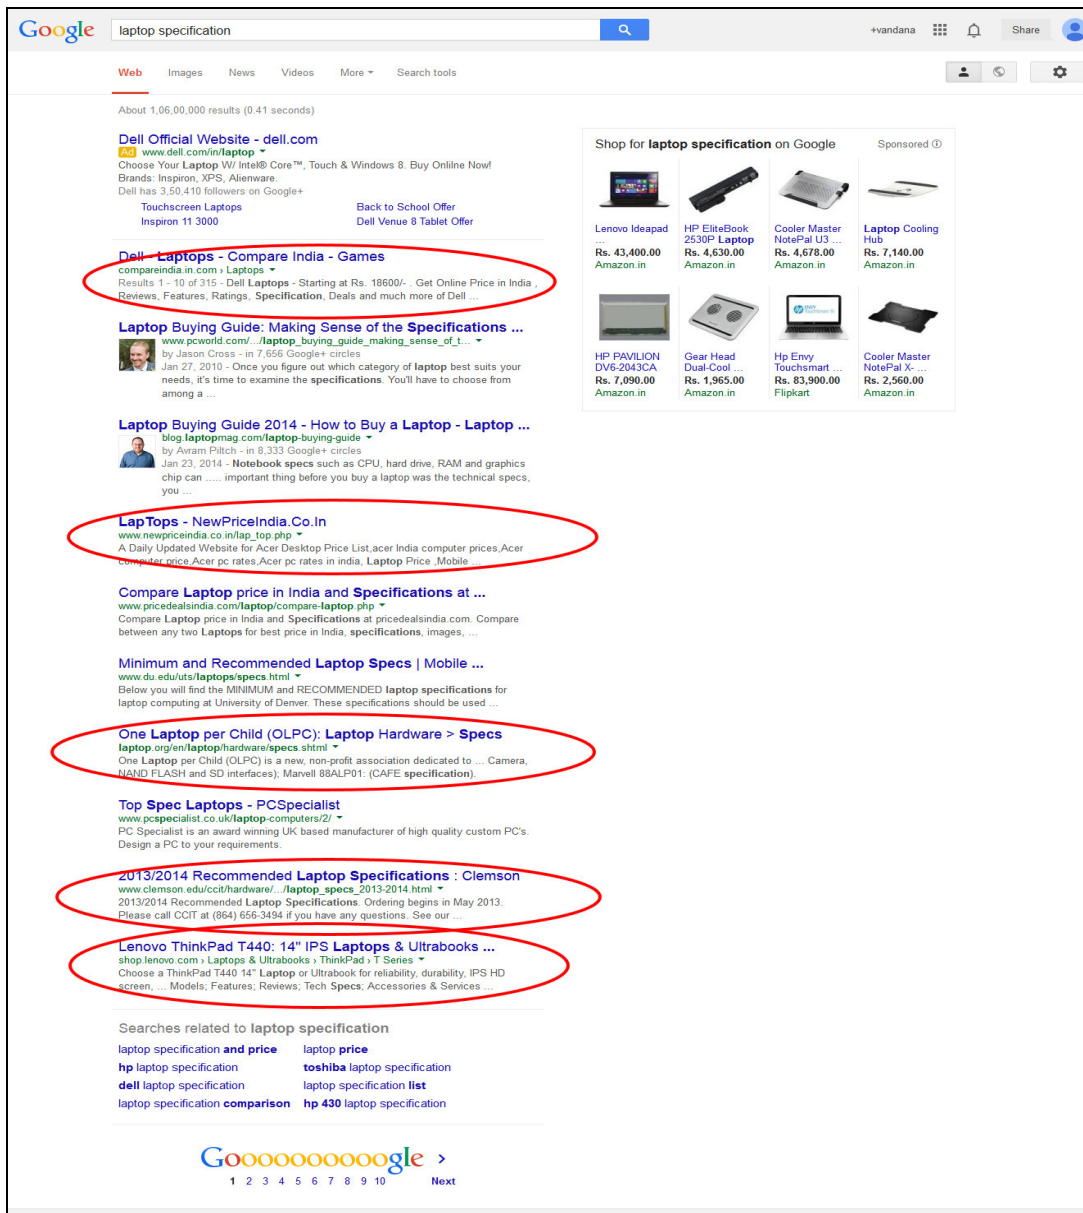 Google
laptop specification
+vandana
Share
Web Images News Videos More Search tools
About 1,06,00,000 results (0.41 seconds)
Dell Official Website - dell.com
Ad www.dell.com/in/laptop
Choose Your Laptop W/ Intel® Core™, Touch & Windows 8. Buy Onlilne Now!
Brands: Inspiron, XPS, Alienware.
Dell has 3,50,410 followers on Google+
Touchscreen Laptops Back to School Offer
Inspiron 11 3000 Dell Venue 8 Tablet Offer
Dell - Laptops - Compare India - Games
compareindia.in.com › Laptops
Results 1 - 10 of 315 - Dell Laptops - Starting at Rs. 18600/- . Get Online Price in India ,
Reviews, Features, Ratings, Specification, Deals and much more of Dell ...
Laptop Buying Guide: Making Sense of the Specifications ...
www.pcworld.com/.../laptop_buying_guide_making_sense_of_t...
by Jason Cross - in 7,656 Google+ circles
Jan 27, 2010 - Once you figure out which category of laptop best suits your
needs, it's time to examine the specifications. You'll have to choose from
among a ...
Laptop Buying Guide 2014 - How to Buy a Laptop - Laptop ...
blog.laptopmag.com/laptop-buying-guide
by Avram Piltch - in 8,333 Google+ circles
Jan 23, 2014 - Notebook specs such as CPU, hard drive, RAM and graphics
chip can ..... important thing before you buy a laptop was the technical specs,
you ...
LapTops - NewPriceIndia.Co.In
www.newpriceindia.co.in/lap_top.php
A Daily Updated Website for Acer Desktop Price List,acer India computer prices,Acer
computer price,Acer pc rates,Acer pc rates in india, Laptop Price ,Mobile ...
Compare Laptop price in India and Specifications at ...
www.pricedealsindia.com/laptop/compare-laptop.php
Compare Laptop price in India and Specifications at pricedealsindia.com. Compare
between any two Laptops for best price in India, specifications, images, ...
Minimum and Recommended Laptop Specs | Mobile ...
www.du.edu/uts/laptops/specs.html
Below you will find the MINIMUM and RECOMMENDED laptop specifications for
laptop computing at University of Denver. These specifications should be used ...
One Laptop per Child (OLPC): Laptop Hardware > Specs
laptop.org/en/laptop/hardware/specs.shtml
One Laptop per Child (OLPC) is a new, non-profit association dedicated to ... Camera,
NAND FLASH and SD interfaces); Marvell 88ALP01: (CAFE specification).
Top Spec Laptops - PCSpecialist
www.pcspecialist.co.uk/laptop-computers/2/
PC Specialist is an award winning UK based manufacturer of high quality custom PC's.
Design a PC to your requirements.
2013/2014 Recommended Laptop Specifications : Clemson
www.clemson.edu/ccit/hardware/.../laptop_specs_2013-2014.html
2013/2014 Recommended Laptop Specifications. Ordering begins in May 2013.
Please call CCIT at (864) 656-3494 if you have any questions. See our ...
Lenovo ThinkPad T440: 14" IPS Laptops & Ultrabooks ...
shop.lenovo.com › Laptops & Ultrabooks › ThinkPad › T Series
Choose a ThinkPad T440 14" Laptop or Ultrabook for reliability, durability, IPS HD
screen, ... Models; Features; Reviews; Tech Specs; Accessories & Services ...
Searches related to laptop specification
laptop specification and price laptop price
hp laptop specification toshiba laptop specification
dell laptop specification laptop specification list
laptop specification comparison hp 430 laptop specification
Goooooooooogle >
1 2 3 4 5 6 7 8 9 10 Next
Shop for laptop specification on Google Sponsored
Lenovo Ideapad
...
Rs. 43,400.00
Amazon.in
HP EliteBook
2530P Laptop
Rs. 4,630.00
Amazon.in
Cooler Master
NotePal U3 ...
Rs. 4,678.00
Amazon.in
Laptop Cooling
Hub
Rs. 7,140.00
Amazon.in
HP PAVILION
DV6-2043CA
Rs. 7,090.00
Amazon.in
Gear Head
Dual-Cool ...
Rs. 1,965.00
Amazon.in
Hp Envy
Touchsmart ...
Rs. 83,900.00
Flipkart
Cooler Master
NotePal X- ...
Rs. 2,560.00
Amazon.in